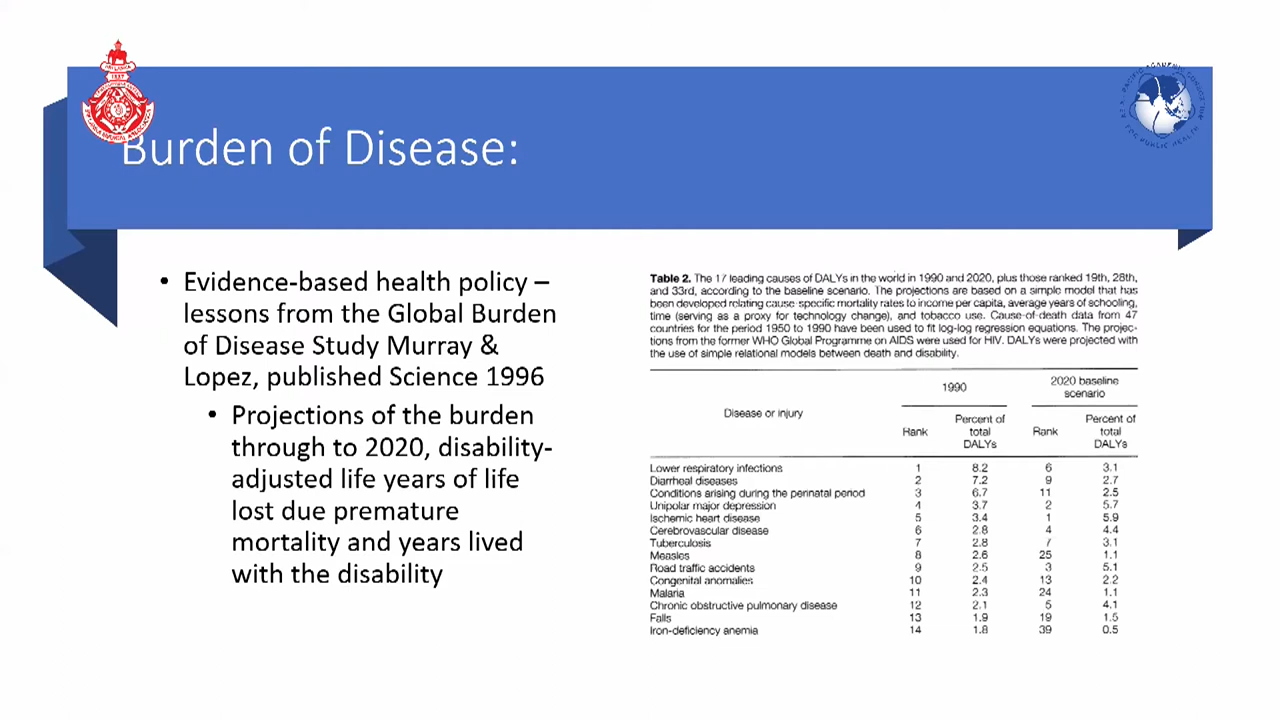 Burden of Disease:
• Evidence-based health policy –
lessons from the Global Burden
of Disease Study Murray &
Lopez, published Science 1996
• Projections of the burden
through to 2020, disability-
adjusted life years of life
lost due premature
mortality and years lived
with the disability
Table 2. The 17 leading causes of DALYs in the world in 1990 and 2020, plus those ranked 19th, 28th,
and 33rd, according to the baseline scenario. The projections are based on a simple model that has
been developed relating cause-specific mortality rates to income per capita, average years of schooling,
time (serving as a proxy for technology change), and tobacco use. Cause-of-death data from 47
countries for the period 1950 to 1990 have been used to fit log-log regression equations. The projec-
tions from the former WHO Global Programme on AIDS were used for HIV. DALYs were projected with
the use of simple relational models between death and disability.
Disease or injury
1990
2020 baseline
scenario
Rank
Percent of
total
DALYs
Rank
Percent of
total
DALYs
Lower respiratory infections 1 8.2 6 3.1
Diarrheal diseases 2 7.2 9 2.7
Conditions arising during the perinatal period 3 6.7 11 2.5
Unipolar major depression 4 3.7 2 5.7
Ischemic heart disease 5 3.4 1 5.9
Cerebrovascular disease 6 2.8 4 4.4
Tuberculosis 7 2.8 7 3.1
Measles 8 2.6 25 1.1
Road traffic accidents 9 2.5 3 5.1
Congenital anomalies 10 2.4 13 2.2
Malaria 11 2.3 24 1.1
Chronic obstructive pulmonary disease 12 2.1 5 4.1
Falls 13 1.9 19 1.5
Iron-deficiency anemia 14 1.8 39 0.5